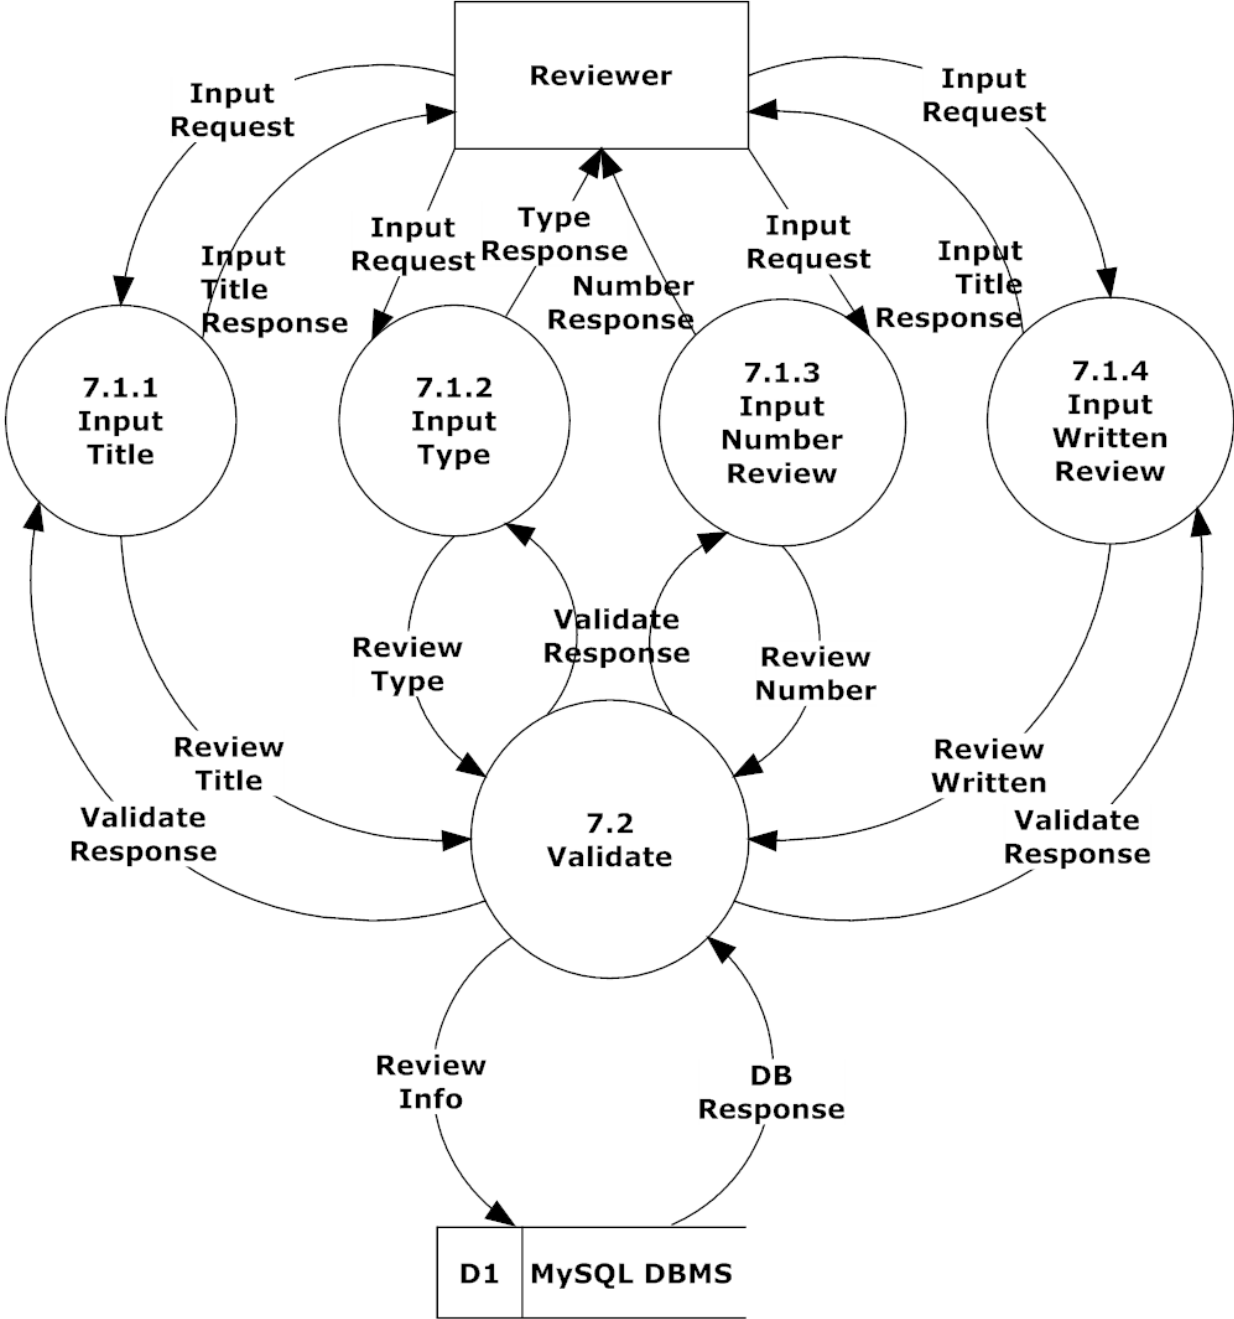 Reviewer
Input
Request
Input
Request
Input
Request
Type
Response
Input
Request
Input
Title
Response
Number
Response
Input
Title
Response
7.1.1
Input
Title
7.1.2
Input
Type
7.1.3
Input
Number
Review
7.1.4
Input
Written
Review
Review
Type
Validate
Response
Review
Number
Review
Title
Review
Written
Validate
Response
7.2
Validate
Validate
Response
Review
Info
DB
Response
D1
MySQL DBMS